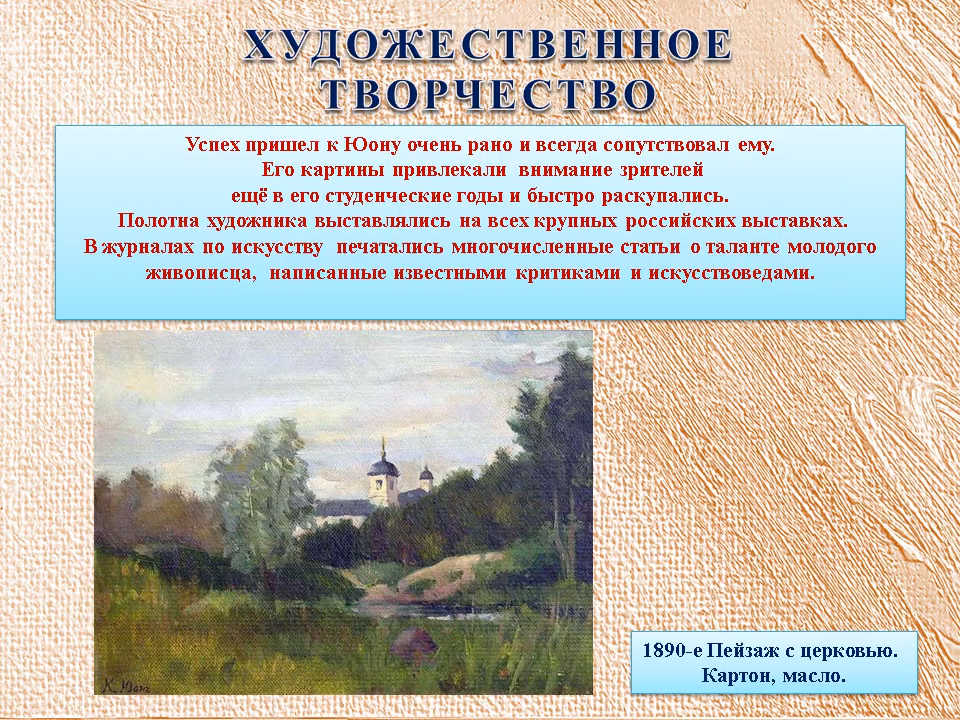 ХУДОЖЕСТВЕННОЕ
ТВОРЧЕСТВО
Успех пришел к Юону очень рано и всегда сопутствовал ему.
Его картины привлекали внимание зрителей
ещё в его студенческие годы и быстро раскупались.
Полотна художника выставлялись на всех крупных российских выставках.
В журналах по искусству печатались многочисленные статьи о таланте молодого
живописца, написанные известными критиками и искусствоведами.
К. Юон
1890-е Пейзаж с церковью.
Картон, масло.